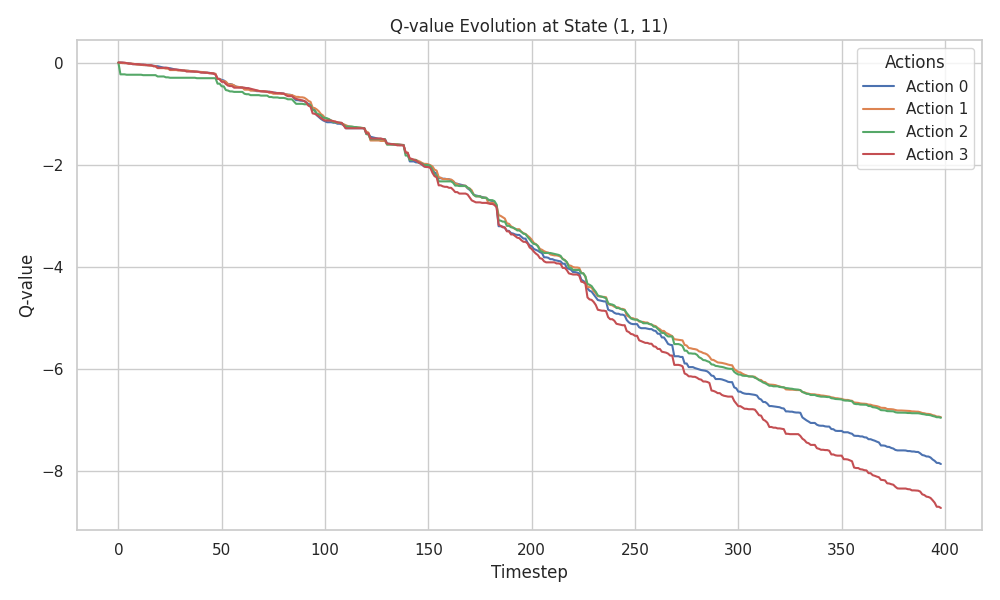 Q-value Evolution at State (1, 11)
Actions
Action 0
Action 1
Action 2
Action 3
Q-value
0
−2
−4
−6
−8
0 50 100 150 200 250 300 350 400
Timestep